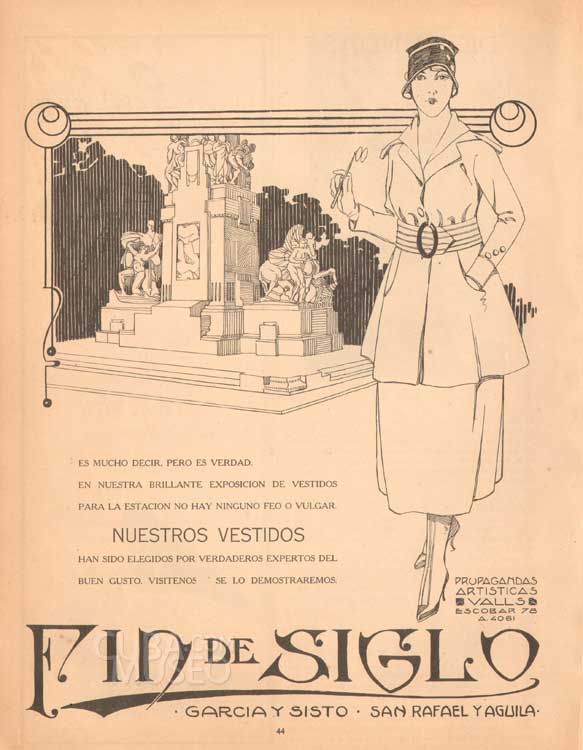 ES MUCHO DECIR, PERO ES VERDAD.
EN NUESTRA BRILLANTE EXPOSICION DE VESTIDOS
PARA LA ESTACION NO HAY NINGUNO FEO O VULGAR.
NUESTROS VESTIDOS
HAN SIDO ELEGIDOS POR VERDADEROS EXPERTOS DEL
BUEN GUSTO. VISITENOS SE LO DEMOSTRAREMOS.
PROPAGANDAS
ARTISTICAS
VALLS
ESCOBAR 78
A. 4061
FIN DE SIGLO
CUBACOLL
MUSEO
· GARCIA Y SISTO · SAN RAFAEL Y AGUILA·
44